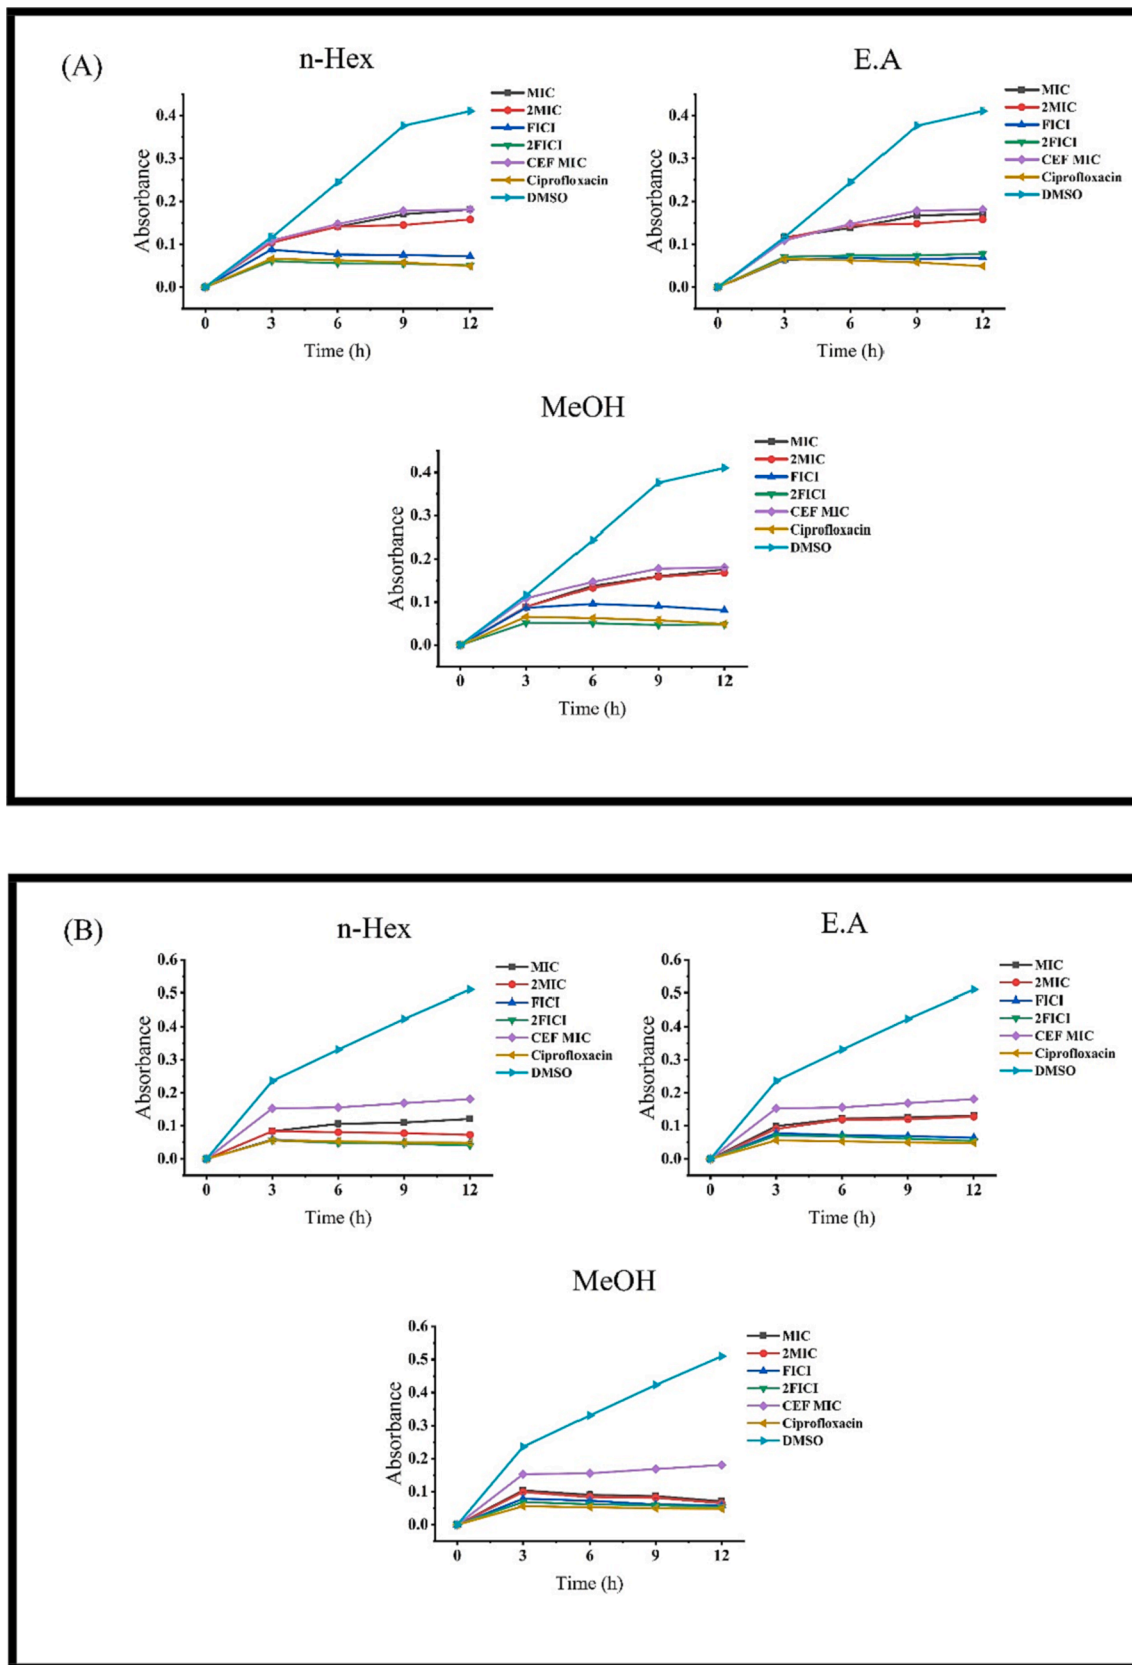 (A)
n-Hex
Absorbance
0.4
0.3
0.2
0.1
0.0
0 3 6 9 12
Time (h)
MIC
2MIC
FICI
2FICI
CEF MIC
Ciprofloxacin
DMSO
E.A
Absorbance
0.4
0.3
0.2
0.1
0.0
0 3 6 9 12
Time (h)
MIC
2MIC
FICI
2FICI
CEF MIC
Ciprofloxacin
DMSO
MeOH
Absorbance
0.4
0.3
0.2
0.1
0.0
0 3 6 9 12
Time (h)
MIC
2MIC
FICI
2FICI
CEF MIC
Ciprofloxacin
DMSO
(B)
n-Hex
Absorbance
0.6
0.5
0.4
0.3
0.2
0.1
0.0
0 3 6 9 12
Time (h)
MIC
2MIC
FICI
2FICI
CEF MIC
Ciprofloxacin
DMSO
E.A
Absorbance
0.6
0.5
0.4
0.3
0.2
0.1
0.0
0 3 6 9 12
Time (h)
MIC
2MIC
FICI
2FICI
CEF MIC
Ciprofloxacin
DMSO
MeOH
Absorbance
0.6
0.5
0.4
0.3
0.2
0.1
0.0
0 3 6 9 12
Time (h)
MIC
2MIC
FICI
2FICI
CEF MIC
Ciprofloxacin
DMSO